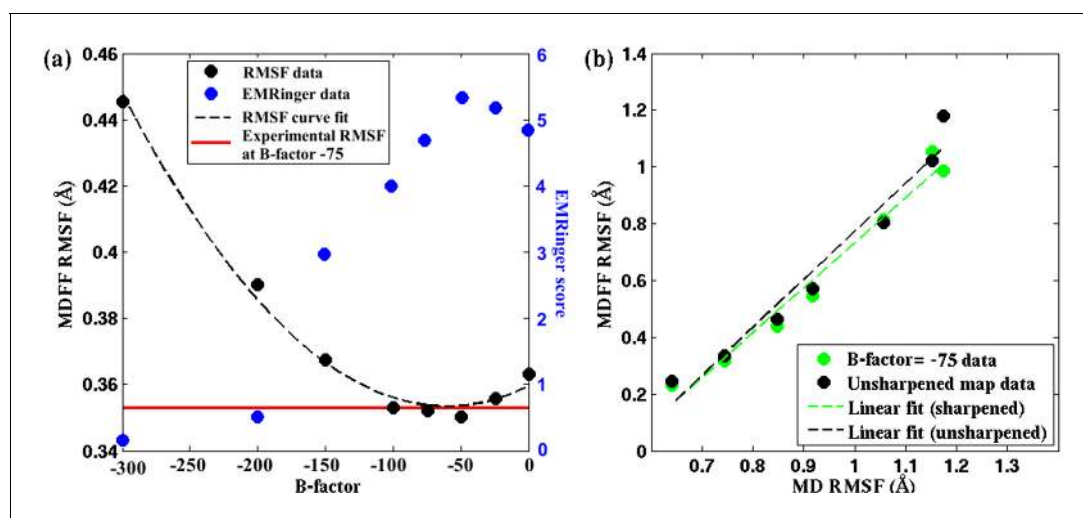 (a)
0.46
0.44
0.42
0.4
0.38
0.36
0.34
MDFF RMSF (Å)
RMSF data
EMRinger data
RMSF curve fit
Experimental RMSF
at B-factor -75
6
5
4
3
2
1
0
EMRinger score
-300
-250
-200
-150
-100
-50
0
B-factor
(b)
1.4
1.2
1
0.8
0.6
0.4
0.2
0
MDFF RMSF (Å)
B-factor= -75 data
Unsharpened map data
Linear fit (sharpened)
Linear fit (unsharpened)
0.7
0.8
0.9
1
1.1
1.2
1.3
MD RMSF (Å)